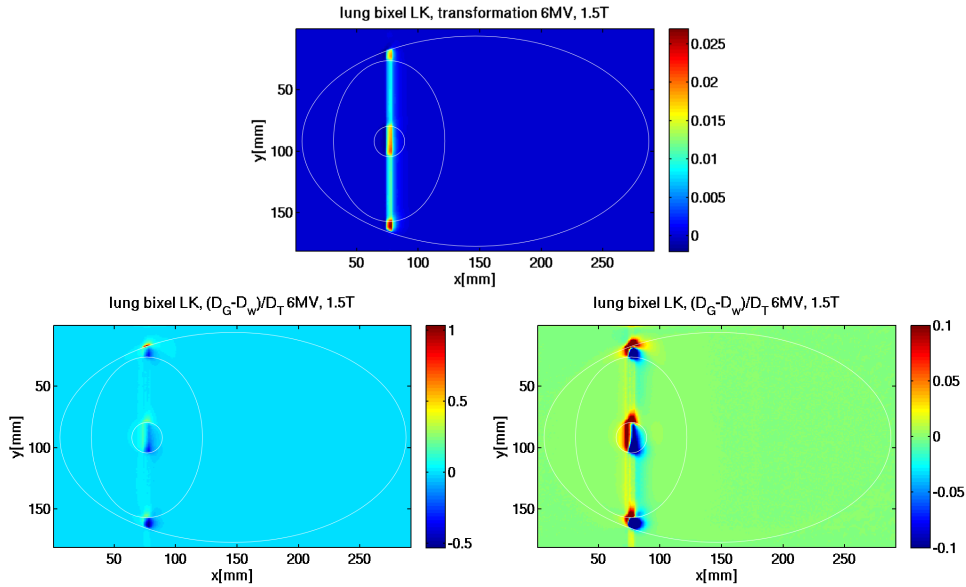 lung bixel LK, transformation 6MV, 1.5T
y[mm]
50
100
150
50 100 150 200 250
x[mm]
0.025
0.02
0.015
0.01
0.005
0
lung bixel LK, (D_G-D_w)/D_T 6MV, 1.5T
y[mm]
50
100
150
50 100 150 200 250
x[mm]
1
0.5
0
-0.5
lung bixel LK, (D_G-D_w)/D_T 6MV, 1.5T
y[mm]
50
100
150
50 100 150 200 250
x[mm]
0.1
0.05
0
-0.05
-0.1